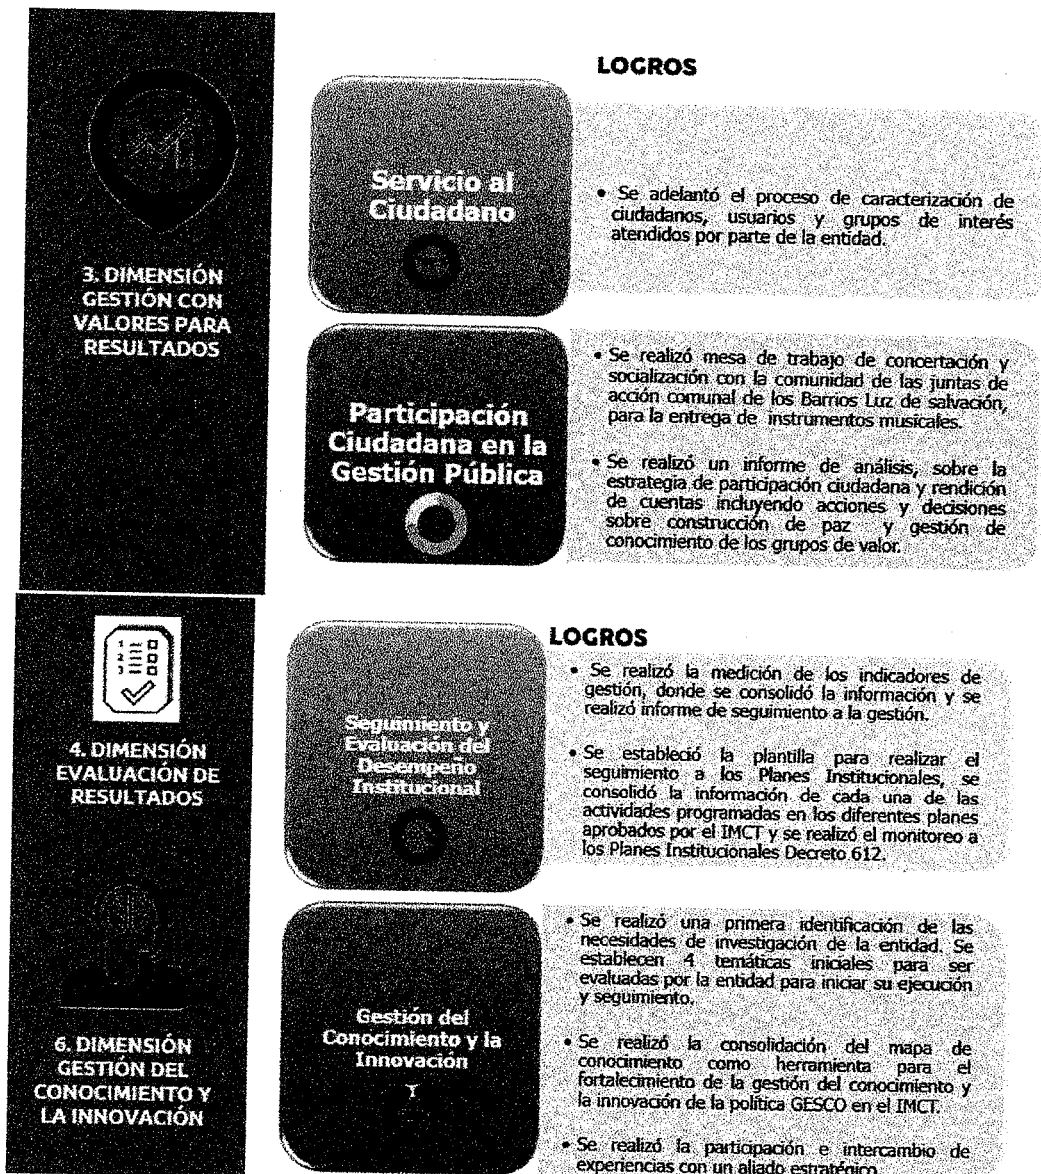 LOGROS
3. DIMENSIÓN
GESTIÓN CON
VALORES PARA
RESULTADOS
Servicio al
Ciudadano
• Se adelantó el proceso de caracterización de
ciudadanos, usuarios y grupos de interés
atendidos por parte de la entidad.
Participación
Ciudadana en la
Gestión Pública
• Se realizó mesa de trabajo de concertación y
socialización con la comunidad de las juntas de
acción comunal de los Barrios Luz de salvación,
para la entrega de instrumentos musicales.
• Se realizó un informe de análisis, sobre la
estrategia de participación ciudadana y rendición
de cuentas incluyendo acciones y decisiones
sobre construcción de paz y gestión de
conocimiento de los grupos de valor.
LOGROS
1
2
3
4. DIMENSIÓN
EVALUACIÓN DE
RESULTADOS
Seguimiento y
Evaluación del
Desempeño
Institucional
• Se realizó la medición de los indicadores de
gestión, donde se consolidó la información y se
realizó informe de seguimiento a la gestión.
• Se estableció la plantilla para realizar el
seguimiento a los Planes Institucionales, se
consolidó la información de cada una de las
actividades programadas en los diferentes planes
aprobados por el IMCT y se realizó el monitoreo a
los Planes Institucionales Decreto 612.
6. DIMENSIÓN
GESTIÓN DEL
CONOCIMIENTO Y
LA INNOVACIÓN
Gestión del
Conocimiento y la
Innovación
• Se realizó una primera identificación de las
necesidades de investigación de la entidad. Se
establecen 4 temáticas iniciales para ser
evaluadas por la entidad para iniciar su ejecución
y seguimiento.
• Se realizó la consolidación del mapa de
conocimiento como herramienta para el
fortalecimiento de la gestión del conocimiento y
la innovación de la política GESCO en el IMCT.
• Se realizó la participación e intercambio de
experiencias con un aliado estratégico.